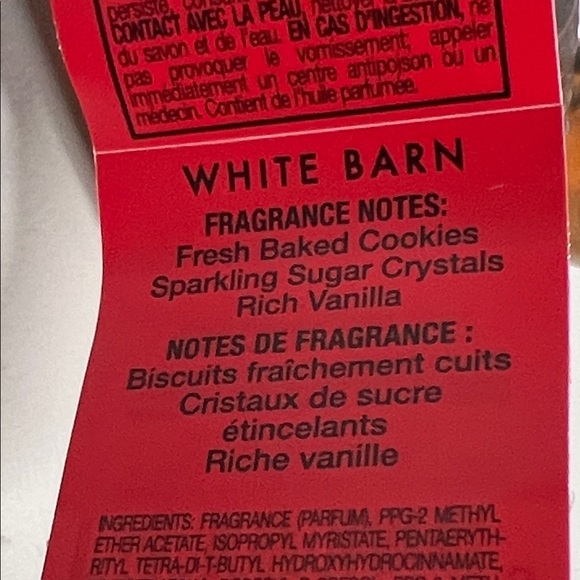 CONTACT AVEC LA PEAU, nettoyer
du savon et de l'eau. EN CAS D'INGESTION, ne
pas provoquer le vomissement; appeler
immédiatement un centre antipoison ou un
médecin. Contient de l'huile parfumée.
WHITE BARN
FRAGRANCE NOTES:
Fresh Baked Cookies
Sparkling Sugar Crystals
Rich Vanilla
NOTES DE FRAGRANCE :
Biscuits fraîchement cuits
Cristaux de sucre
étincelants
Riche vanille
INGREDIENTS: FRAGRANCE (PARFUM), PPG-2 METHYL
ETHER ACETATE, ISOPROPYL MYRISTATE, PENTAERYTH-
RITYL TETRA-DI-T-BUTYL HYDROXYHYDROCINNAMATE,